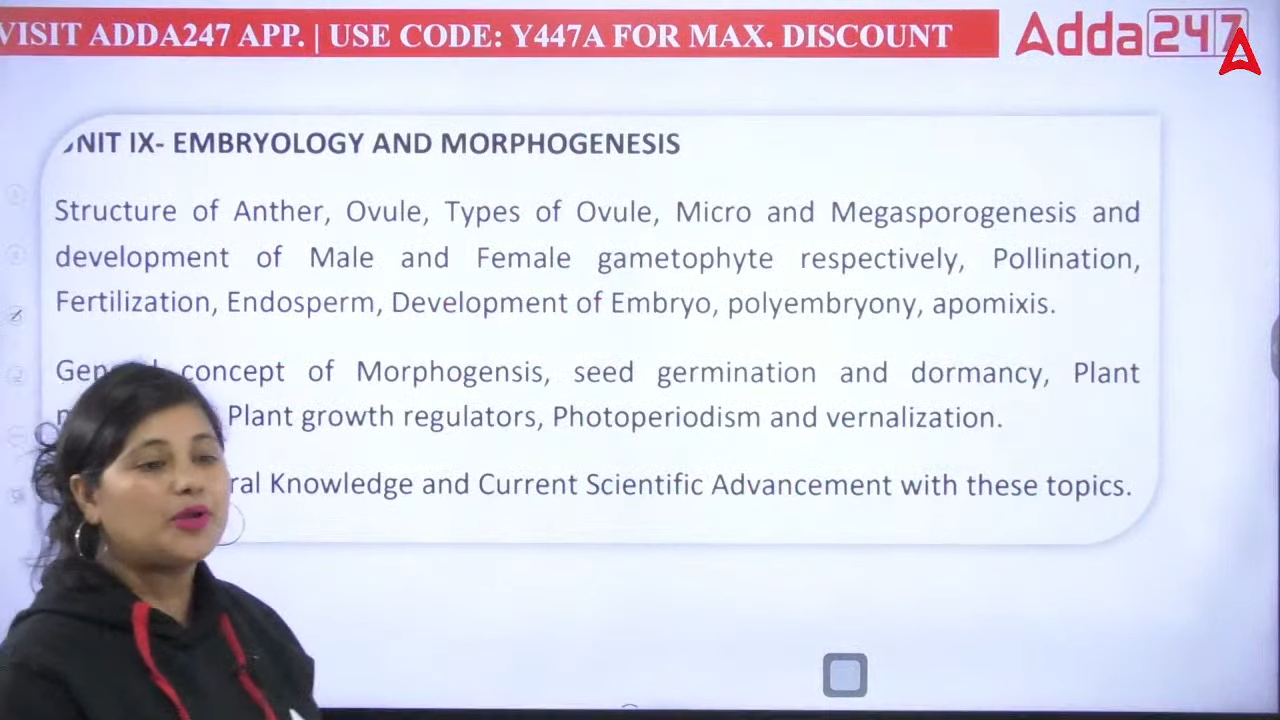 VISIT ADDA247 APP. | USE CODE: Y447A FOR MAX. DISCOUNT
Adda247
UNIT IX- EMBRYOLOGY AND MORPHOGENESIS
Structure of Anther, Ovule, Types of Ovule, Micro and Megasporogenesis and
development of Male and Female gametophyte respectively, Pollination,
Fertilization, Endosperm, Development of Embryo, polyembryony, apomixis.
concept of Morphogensis, seed germination and dormancy, Plant
Plant growth regulators, Photoperiodism and vernalization.
Knowledge and Current Scientific Advancement with these topics.